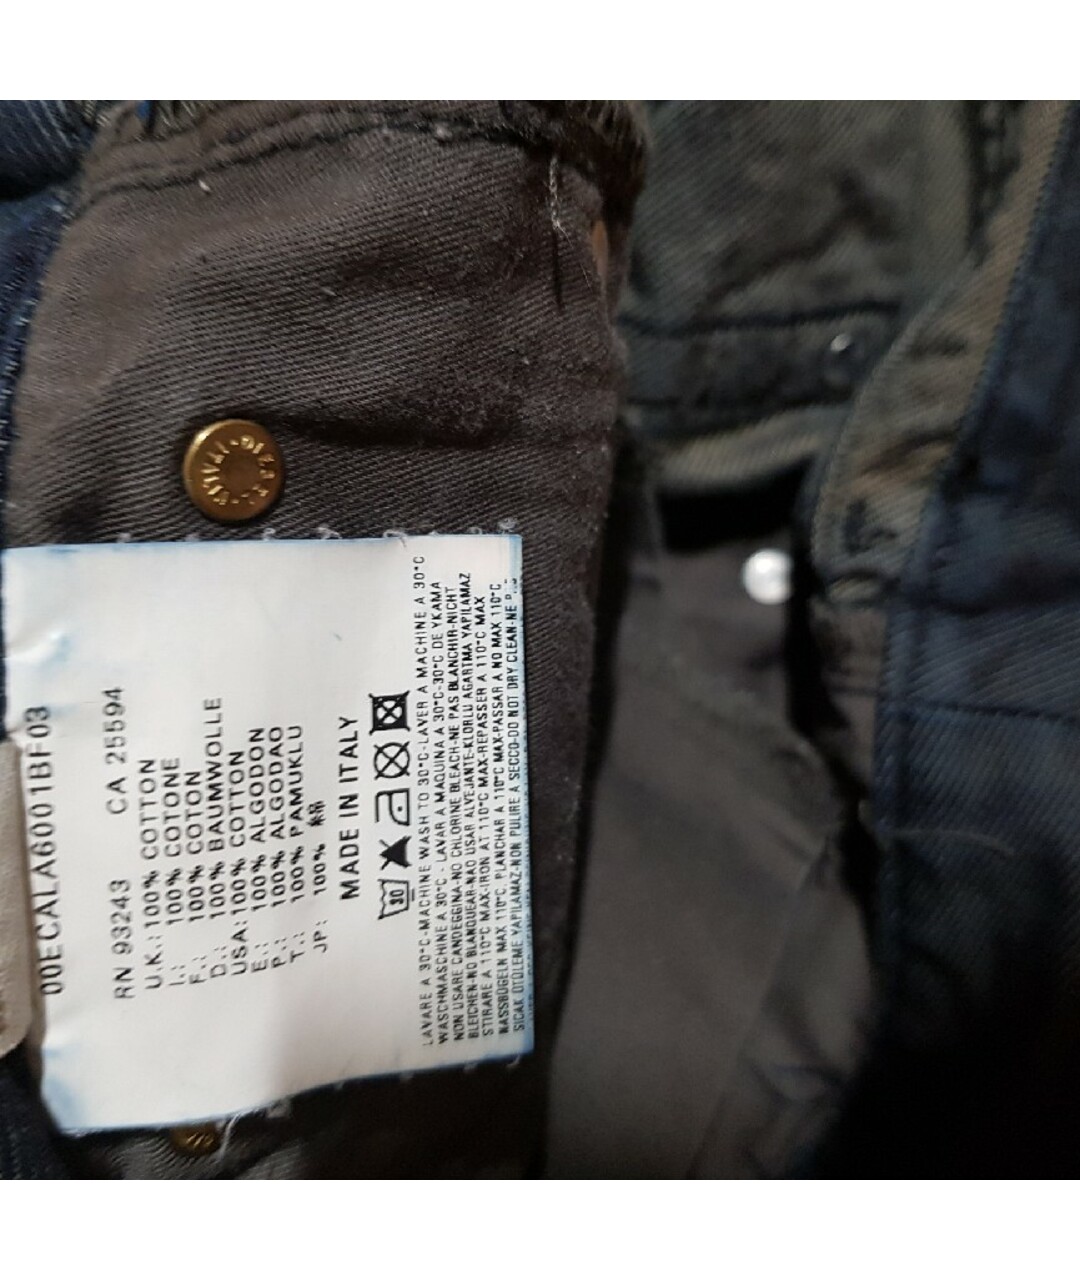 00ECALA6001BF03
RN 93243 CA 25594
U.K.: 100% COTTON
I.: 100% COTONE
F.: 100% COTON
D.: 100% BAUMWOLLE
USA: 100% COTTON
E.: 100% ALGODON
P.: 100% ALGODAO
T.: 100% PAMUKLU
JP: 100% 綿
MADE IN ITALY
30
LAVARE A 30°C-MACHINE WASH TO 30°C-LAVER A MACHINE A 30°C
WASCHMASCHINE A 30°C - LAVAR A MAQUINA A 30°C-30°C DE YKAMA
NON USARE CANDEGGINA-NO CHLORINE BLEACH-NE PAS BLANCHIR-NICHT
BLEICHEN-NO BLANQUEAR-NAO USAR ALVEJANTE-KLORLU AGARTMA YAPILAMAZ
STIRARE A 110°C MAX-IRON AT 110°C MAX-REPASSER A 110°C MAX
NASSBÜGELN MAX 110°C, PLANCHAR A 110°C MAX-PASSAR A NO MAX 110°C
SICAK ÜTÜLEME YAPILAMAZ-NON PULIRE A SECCO-DO NOT DRY CLEAN-NE
ITALIA